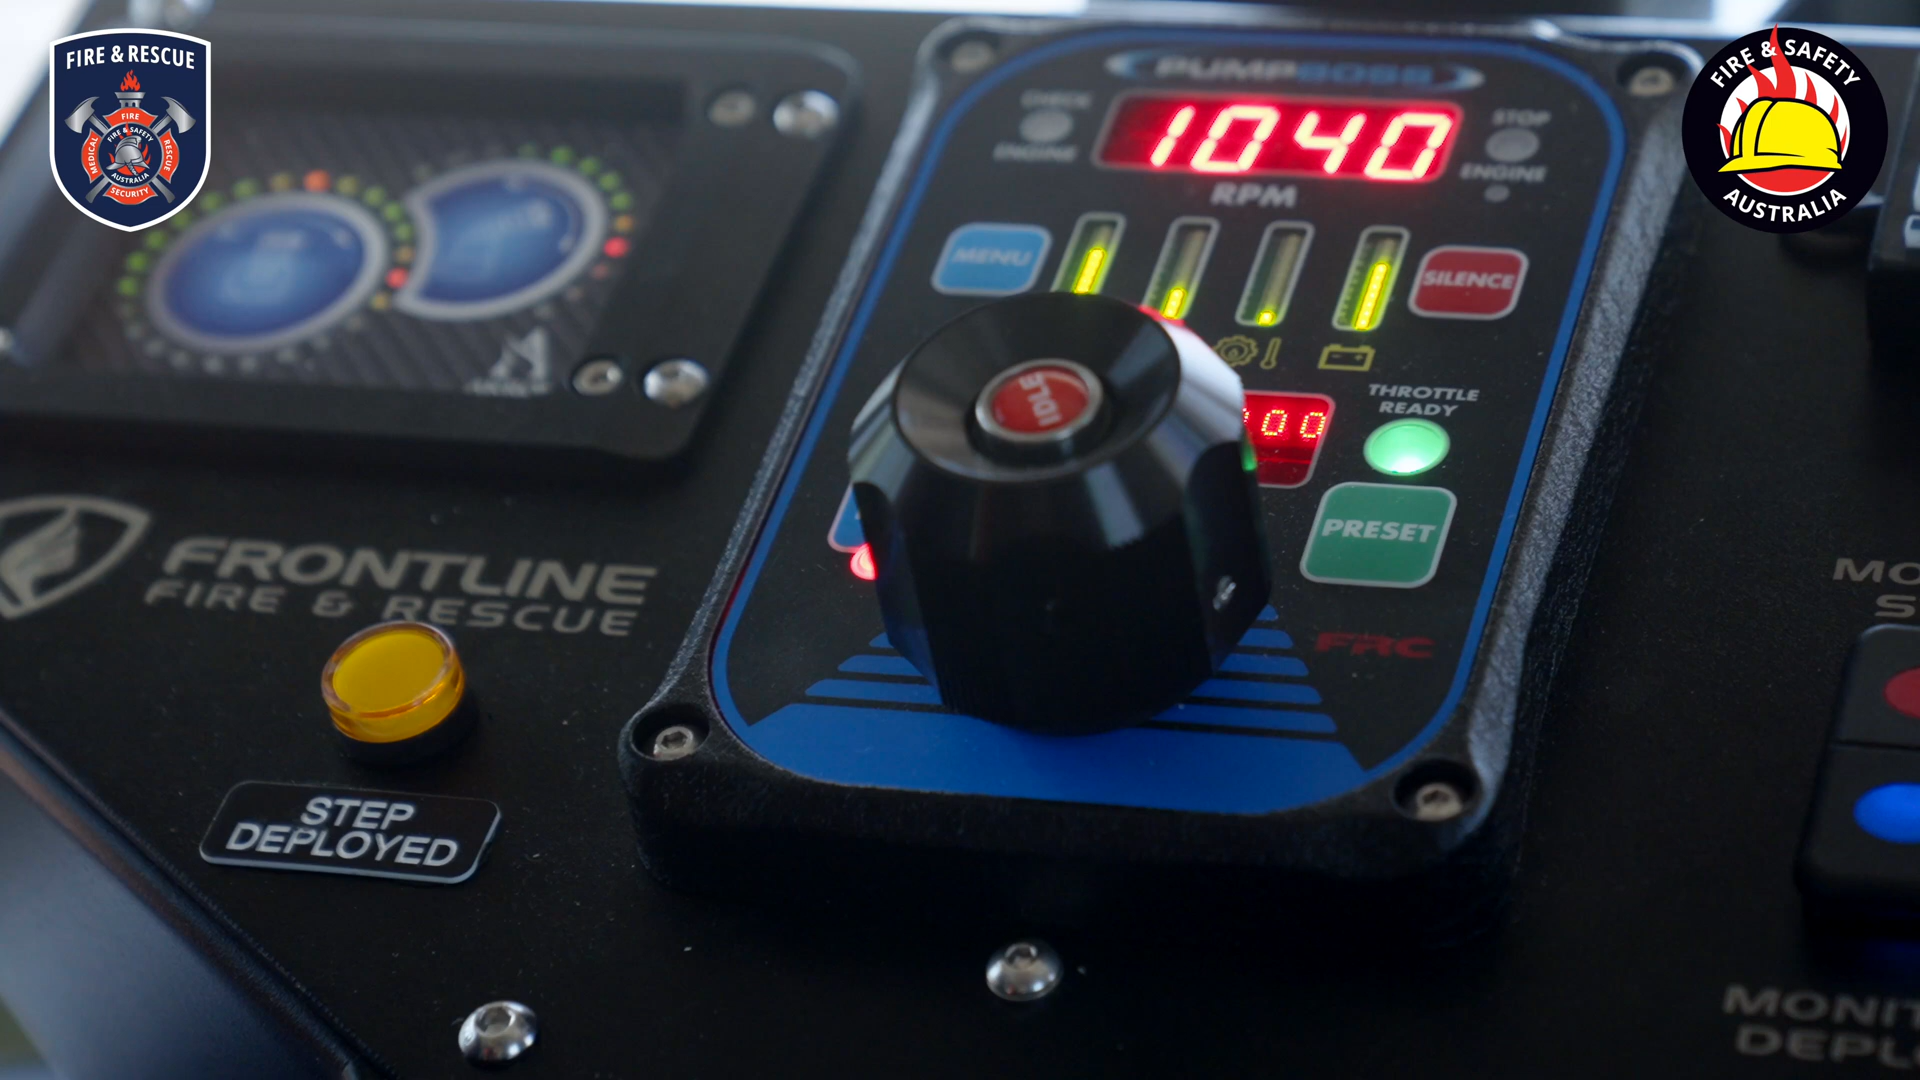 FIRE & RESCUE
FIRE
MEDICAL
RESCUE
SECURITY
FIRE & SAFETY
AUSTRALIA
FIRE & SAFETY
AUSTRALIA
PUMPBOSS
1040
RPM
CHECK
ENGINE
STOP
ENGINE
MENU
SILENCE
IDLE
00
THROTTLE
READY
PRESET
FRC
FRONTLINE
FIRE & RESCUE
STEP
DEPLOYED